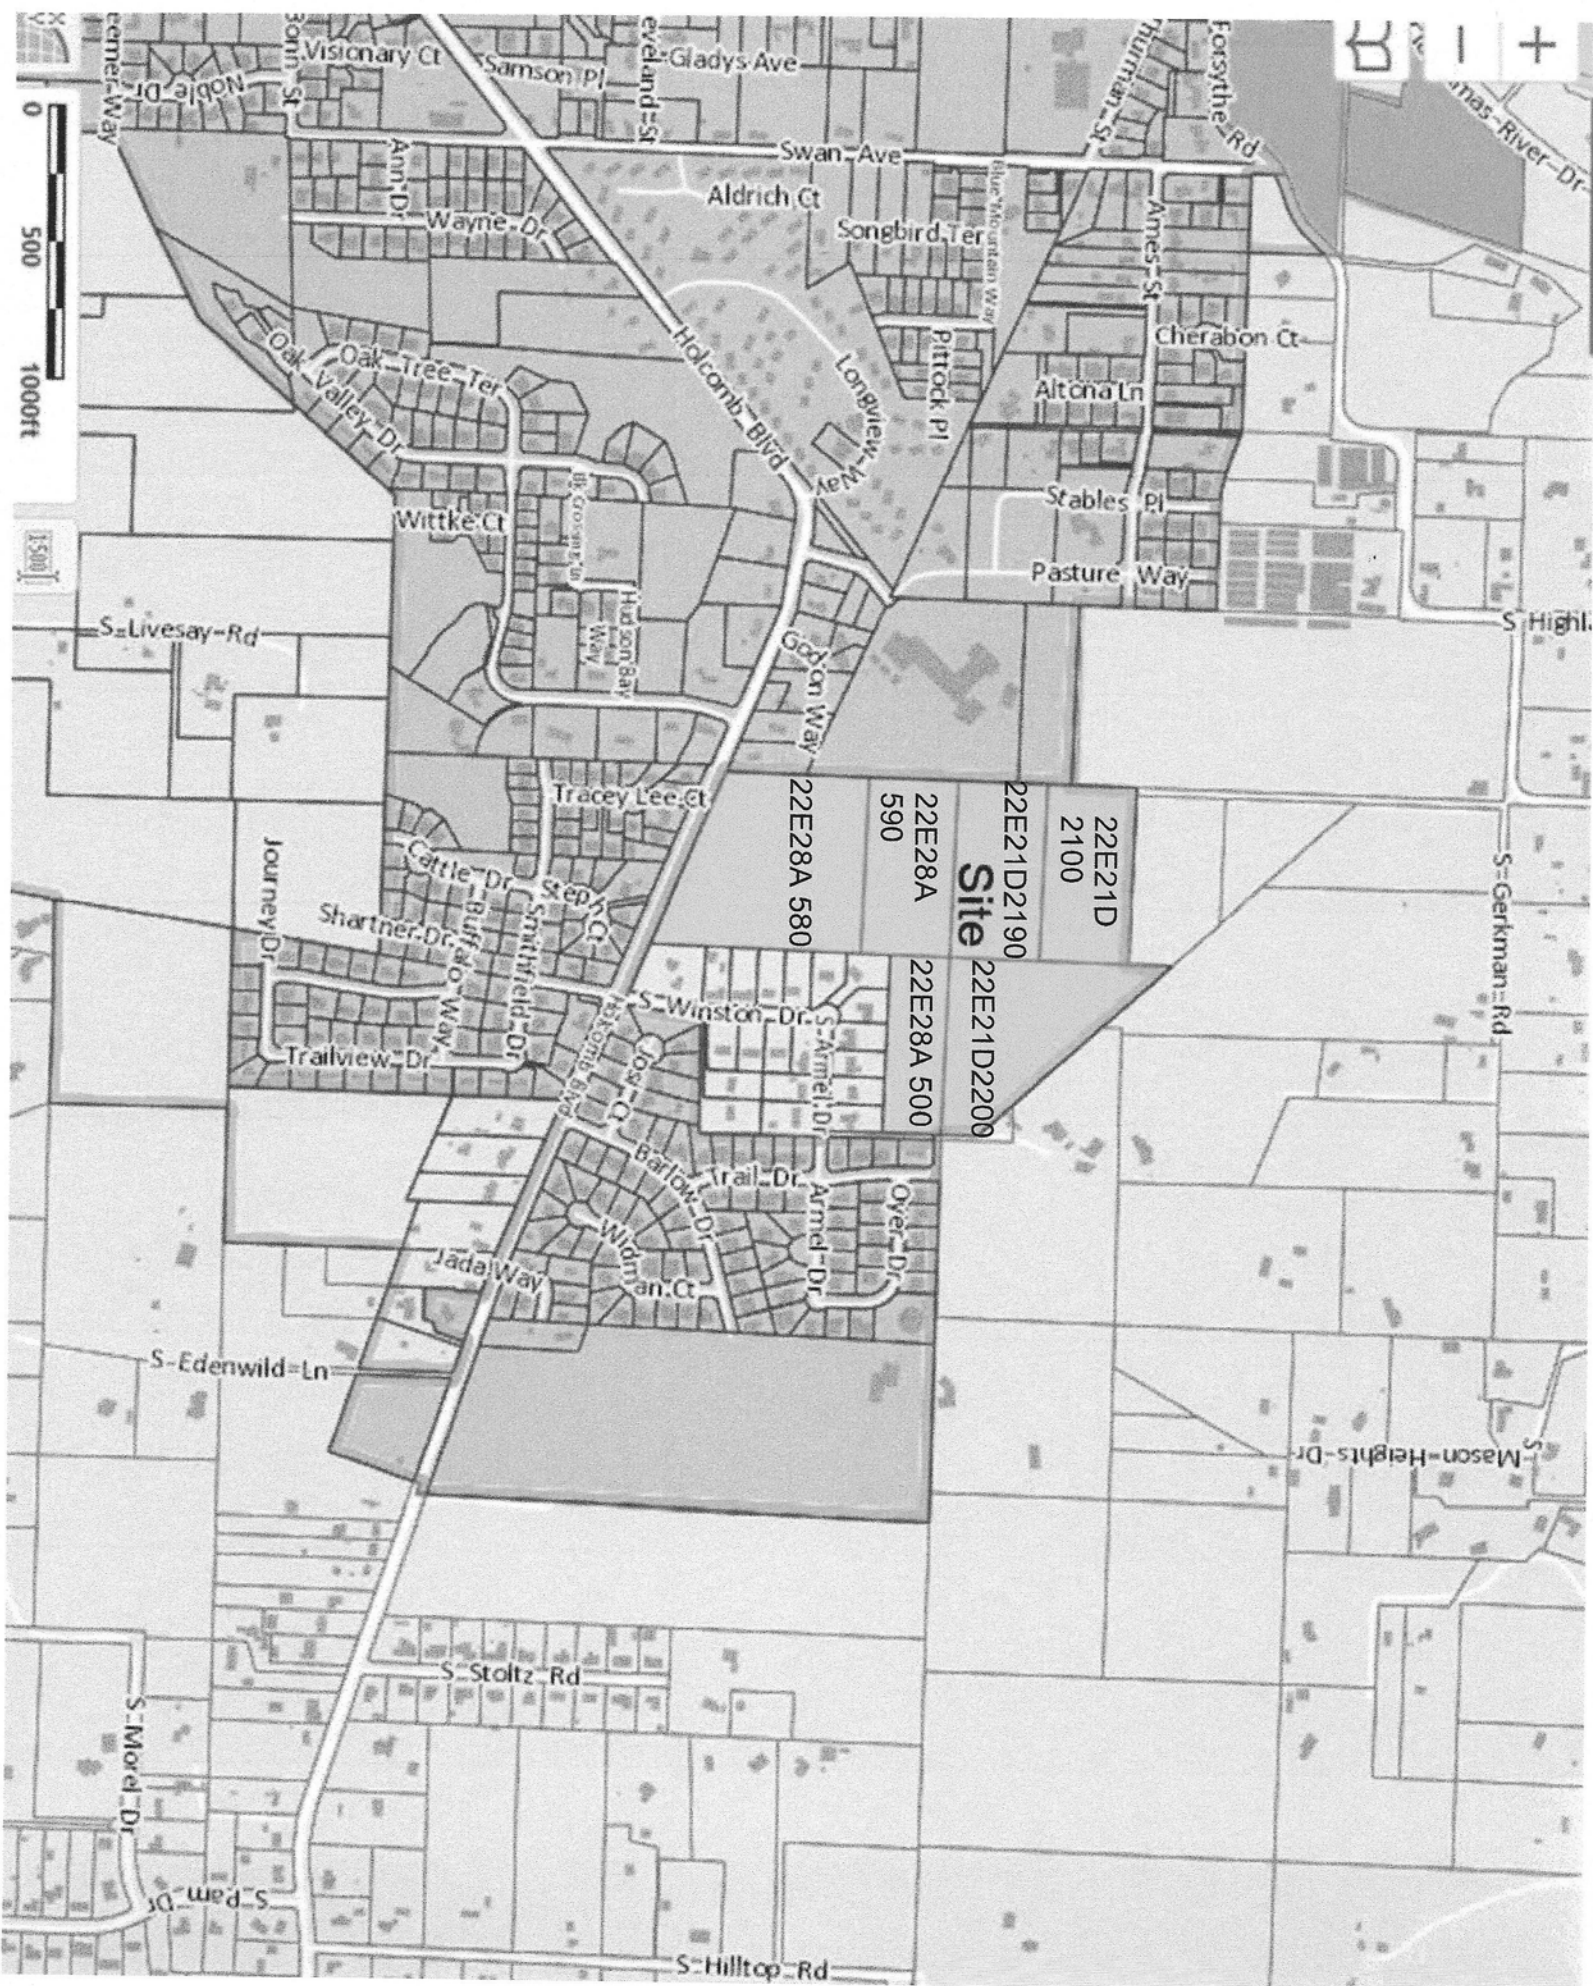 Visionary Ct
Samson Pl
Gladys Ave
Noble Dr
Forsythe Rd
Swan Ave
Ann Dr
Aldrich Ct
Wayne Dr
Songbird Ter
Blue Mountain Way
Ames St
Cherabon Ct
Oak Tree Ter
Oak Valley Dr
Holcomb Blvd
Longview Way
Pittock Pl
Altona Ln
Stables Pl
Pasture Way
Wittke Ct
Hudson Bay
Way
S Livesay Rd
S Highl
0
500
1000ft
1:500
Tracey Lee Ct
22E28A 580
22E28A
590
22E21D2190
Site
22E21D
2100
22E28A 500
22E21D2200
S Gerkman Rd
Journey Dr
Cattle Dr
Shartner Dr
Buffalo Way
Smithfield Dr
Trailview Dr
S Winston Dr
S Armel Dr
Holcomb Blvd
Barlow Dr
Trail Dr
Armel Dr
Oyer Dr
Widman Ct
Jada Way
S Edenwild Ln
S Mason Heights Dr
S Stoltz Rd
S Morel Dr
S Pam Dr
S Hilltop Rd